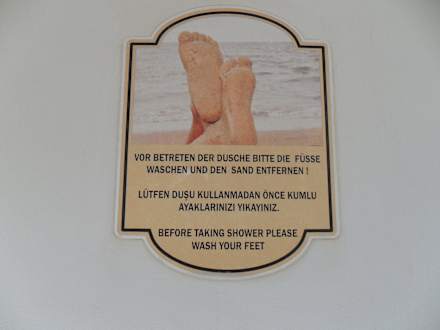 VOR BETRETEN DER DUSCHE BITTE DIE FÜSSE
WASCHEN UND DEN SAND ENTFERNEN !
LÜTFEN DUŞU KULLANMADAN ÖNCE KUMLU
AYAKLARINIZI YIKAYINIZ.
BEFORE TAKING SHOWER PLEASE
WASH YOUR FEET